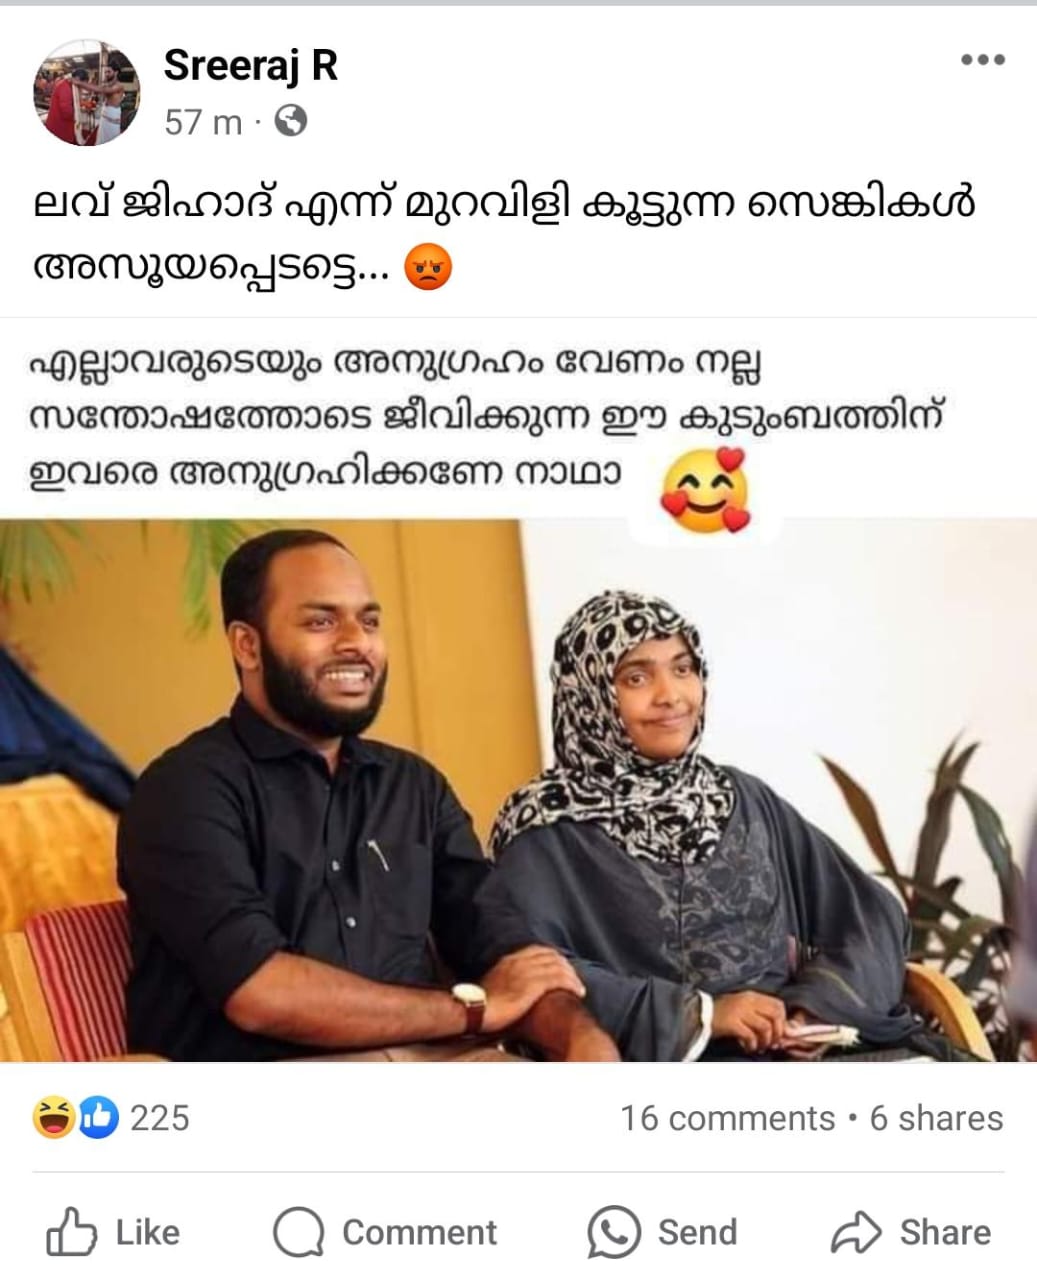 Sreeraj R
57 m ·
ലവ് ജിഹാദ് എന്ന് മുറവിളി കൂട്ടുന്ന സെങ്കികൾ
അസൂയപ്പെടട്ടെ...
എല്ലാവരുടെയും അനുഗ്രഹം വേണം നല്ല
സന്തോഷത്തോടെ ജീവിക്കുന്ന ഈ കുടുംബത്തിന്
ഇവരെ അനുഗ്രഹിക്കണേ നാഥാ
225
16 comments • 6 shares
Like
Comment
Send
Share